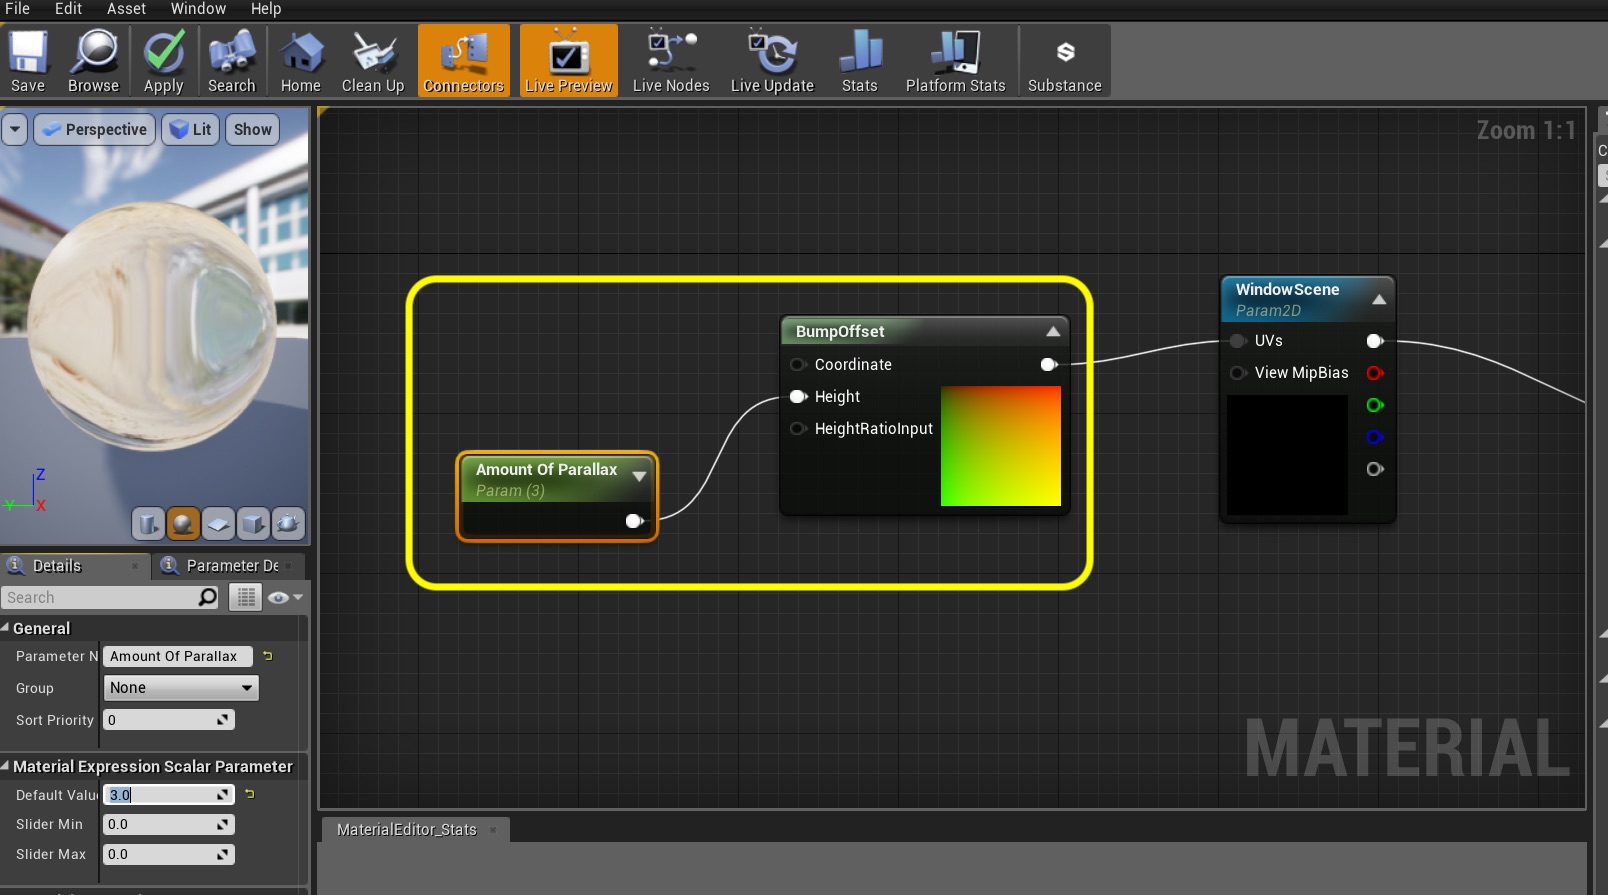 File Edit Asset Window Help
Save Browse Apply Search Home Clean Up Connectors Live Preview Live Nodes Live Update Stats Platform Stats Substance
Perspective Lit Show
Zoom 1:1
Z
Y X
BumpOffset
Coordinate
Height
HeightRatioInput
Amount Of Parallax
Param (3)
WindowScene
Param2D
UVs
View MipBias
MATERIAL
Details Parameter De
Search
General
Parameter N Amount Of Parallax
Group None
Sort Priority 0
Material Expression Scalar Parameter
Default Valu 3.0
Slider Min 0.0
Slider Max 0.0
MaterialEditor_Stats